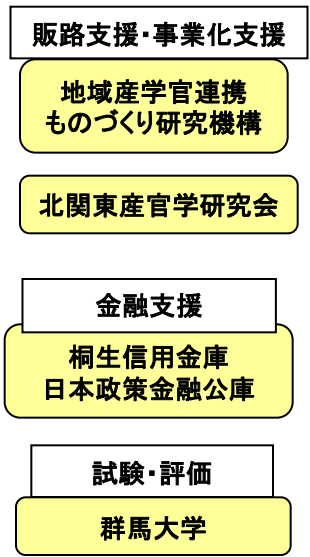 販路支援・事業化支援
地域産学官連携
ものづくり研究機構
北関東産官学研究会
金融支援
桐生信用金庫
日本政策金融公庫
試験・評価
群馬大学